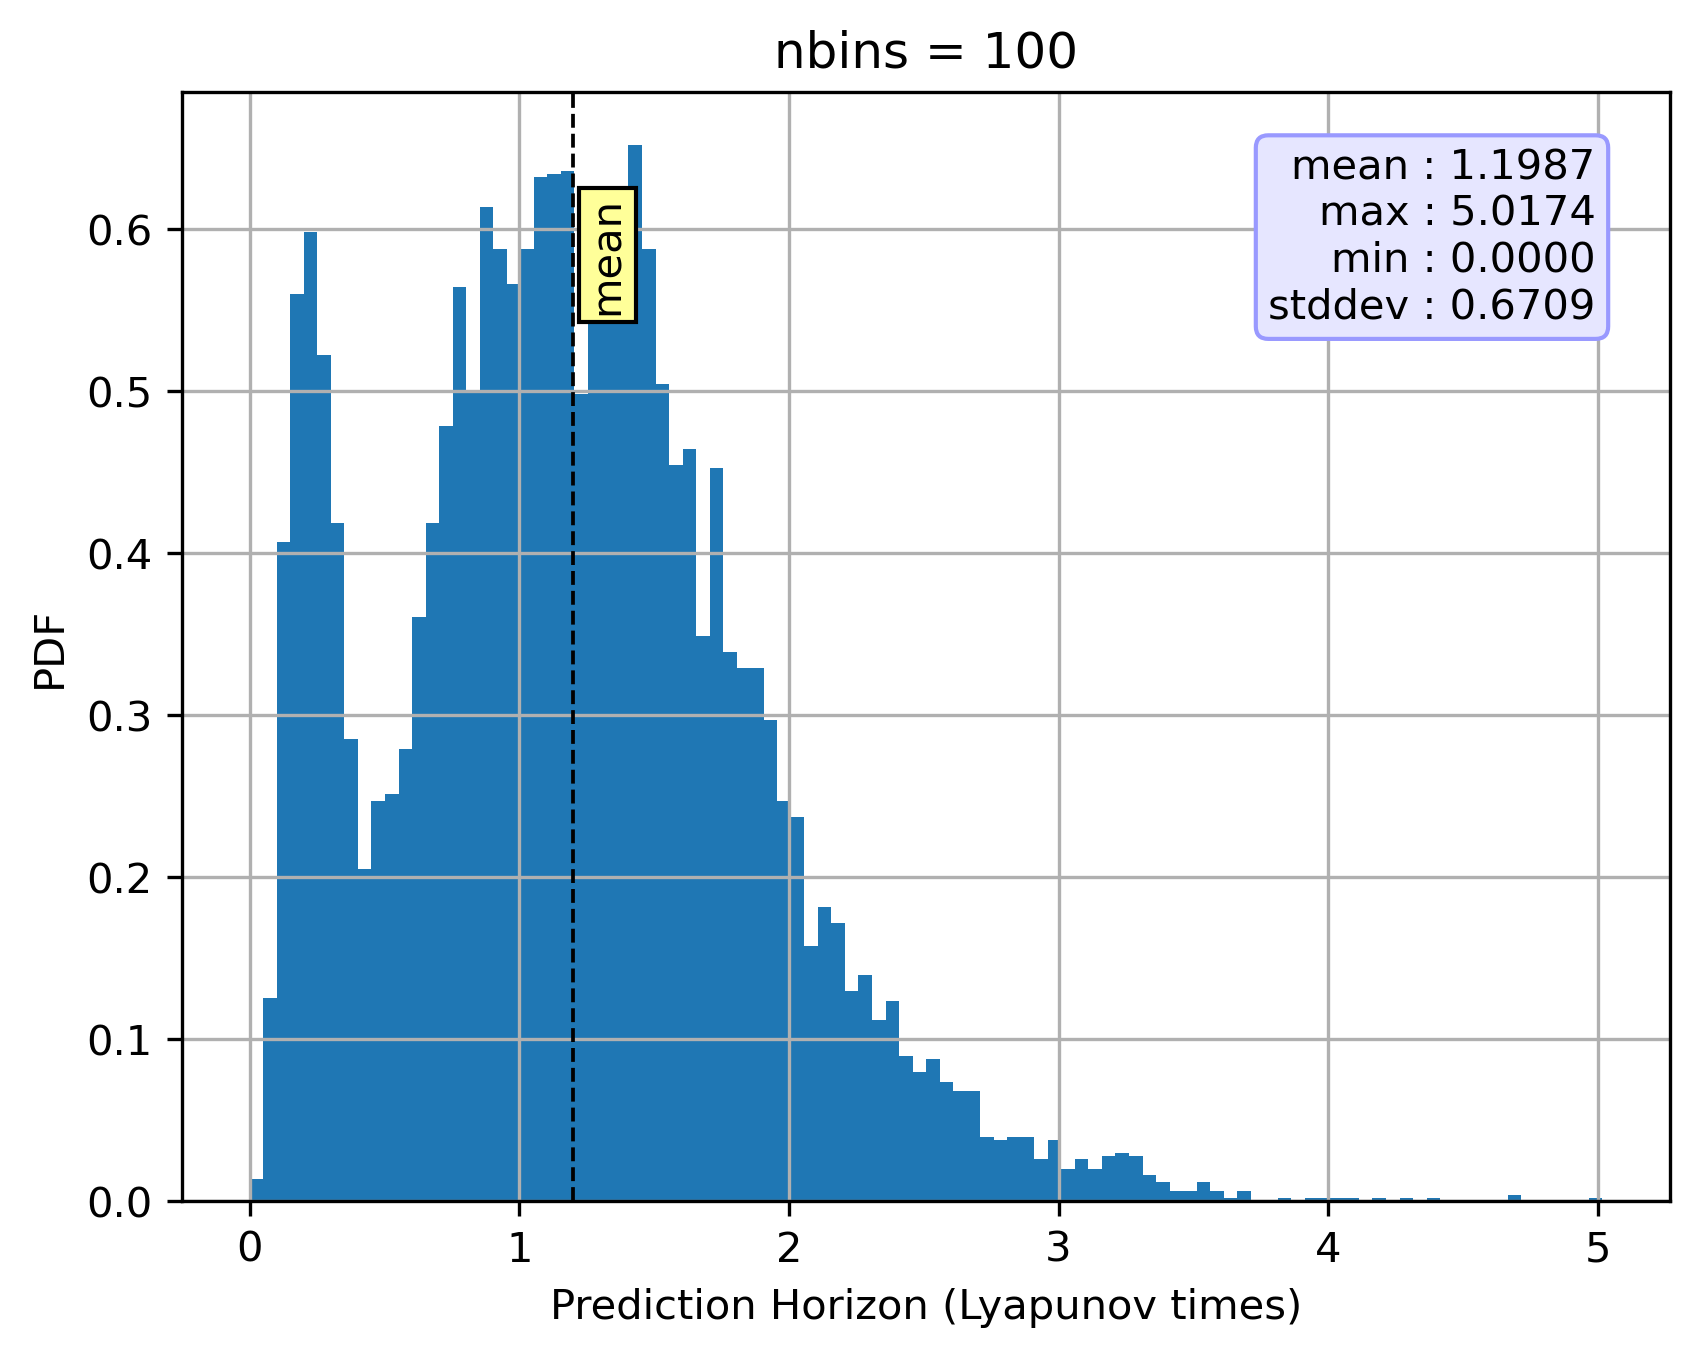 nbins = 100
mean : 1.1987
max : 5.0174
min : 0.0000
stddev : 0.6709
mean
PDF
0.6
0.5
0.4
0.3
0.2
0.1
0.0
0 1 2 3 4 5
Prediction Horizon (Lyapunov times)